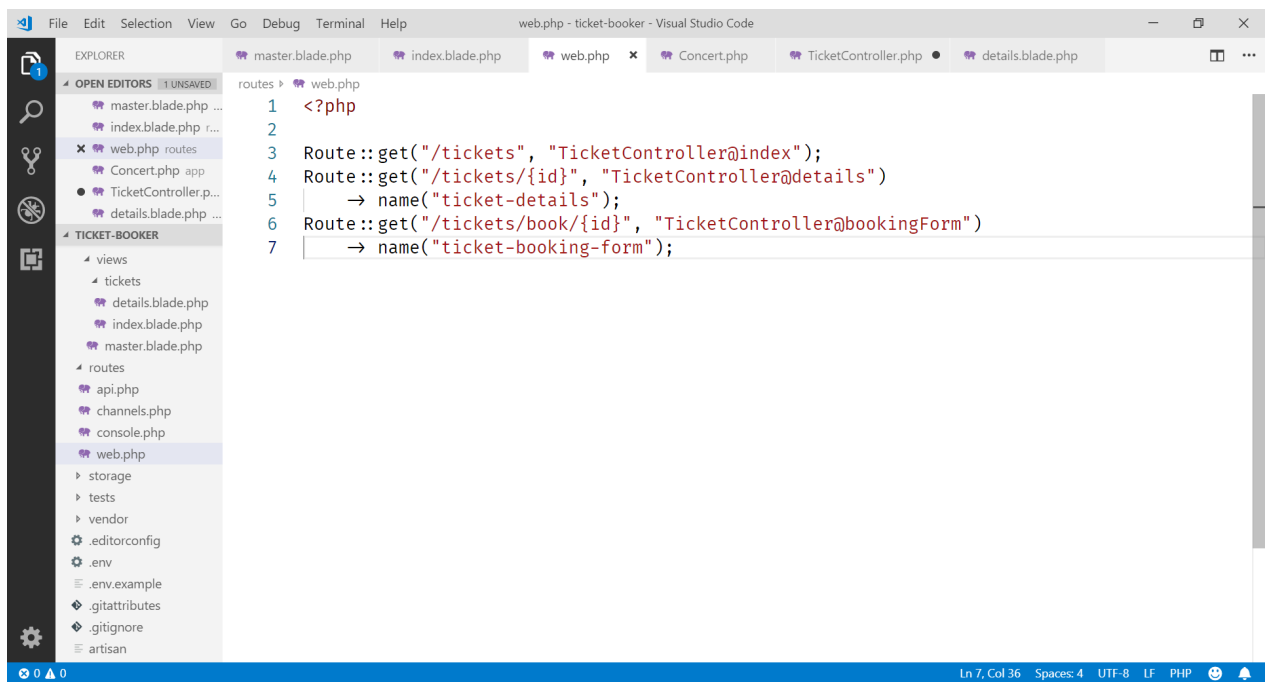 File Edit Selection View Go Debug Terminal Help web.php - ticket-booker - Visual Studio Code
EXPLORER
master.blade.php index.blade.php web.php Concert.php TicketController.php details.blade.php
1
OPEN EDITORS 1 UNSAVED
master.blade.php ...
index.blade.php r...
web.php routes
Concert.php app
TicketController.p...
details.blade.php ...
TICKET-BOOKER
views
tickets
details.blade.php
index.blade.php
master.blade.php
routes
api.php
channels.php
console.php
web.php
storage
tests
vendor
.editorconfig
.env
.env.example
.gitattributes
.gitignore
artisan
routes web.php
1 <?php
2
3 Route::get("/tickets", "TicketController@index");
4 Route::get("/tickets/{id}", "TicketController@details")
5 → name("ticket-details");
6 Route::get("/tickets/book/{id}", "TicketController@bookingForm")
7 → name("ticket-booking-form");
0 0 Ln 7, Col 36 Spaces: 4 UTF-8 LF PHP